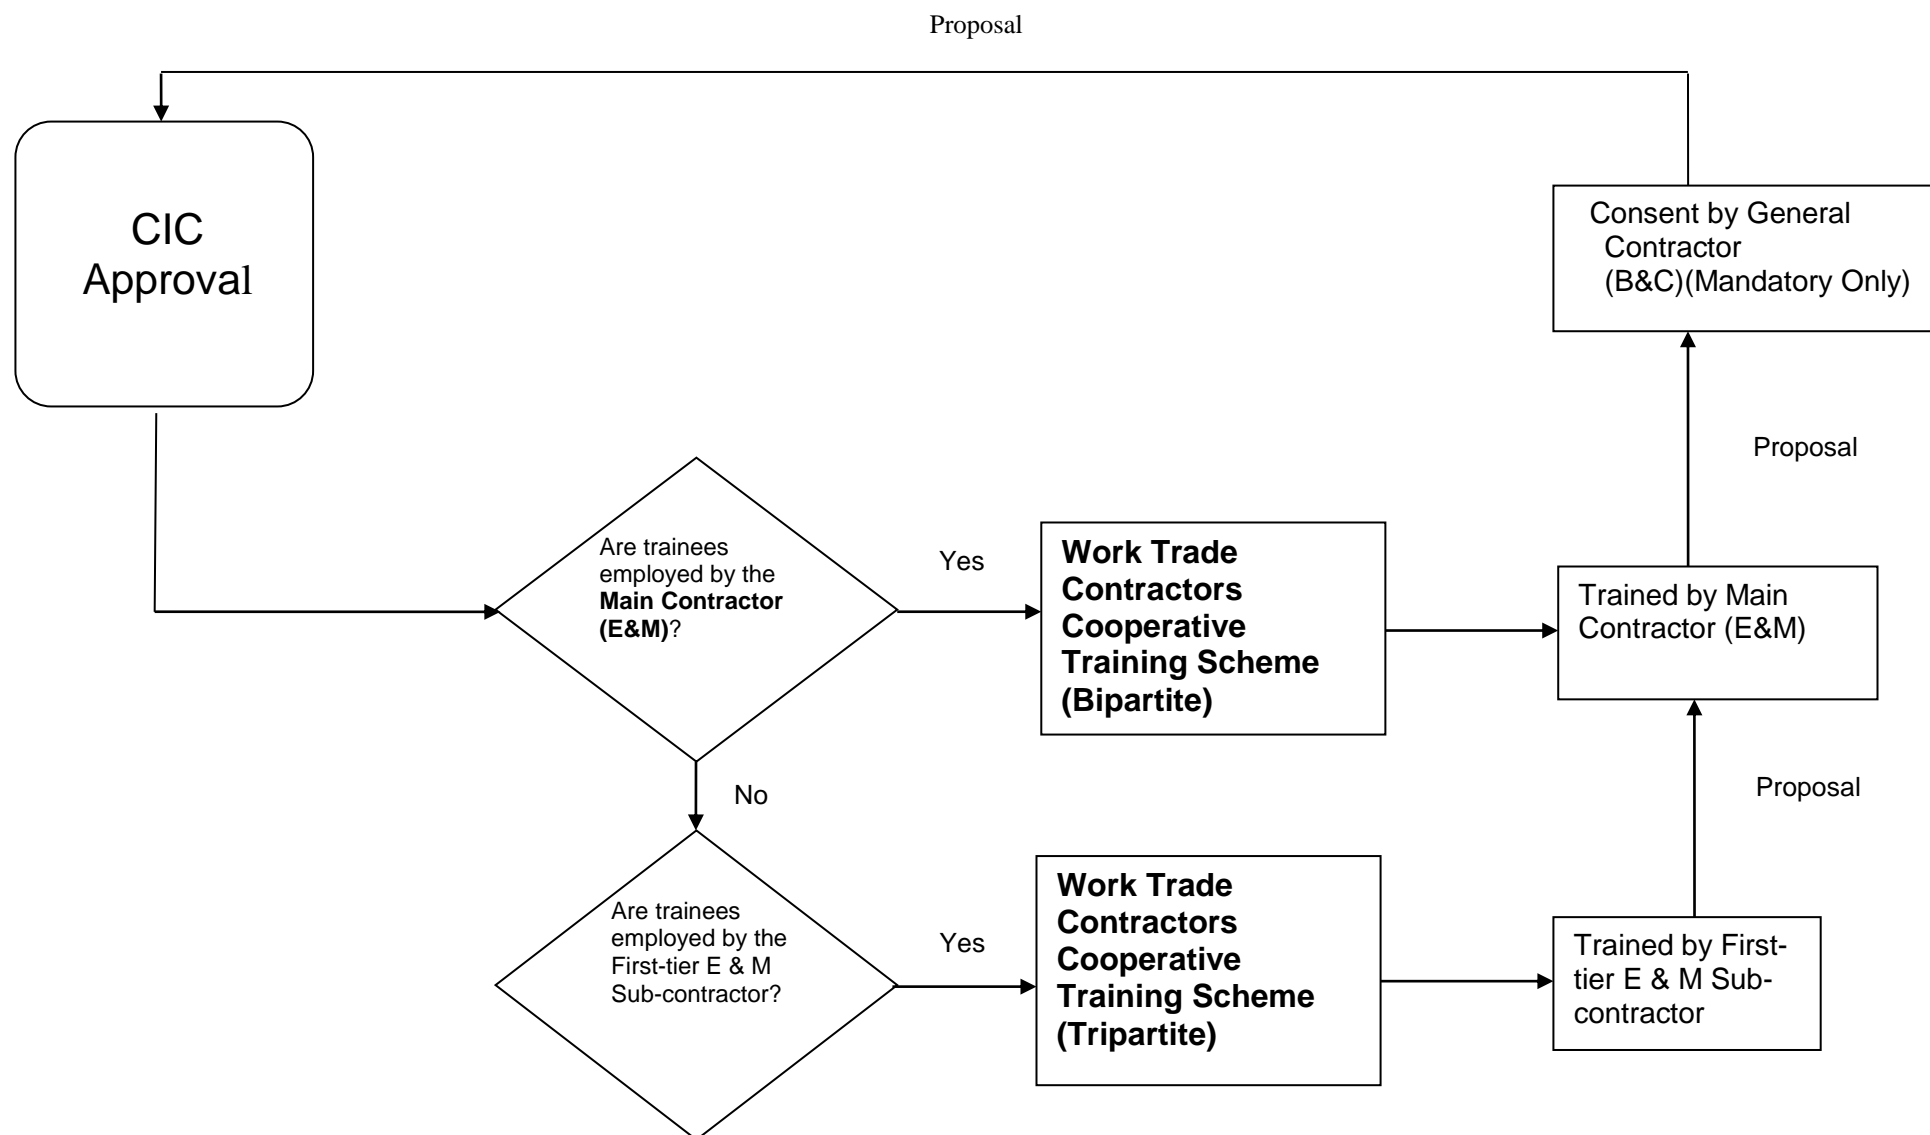 Proposal
CIC
Approval
Consent by General
Contractor
(B&C)(Mandatory Only)
Proposal
Are trainees
employed by the
Main Contractor
(E&M)?
Yes
Work Trade
Contractors
Cooperative
Training Scheme
(Bipartite)
Trained by Main
Contractor (E&M)
No
Proposal
Are trainees
employed by the
First-tier E & M
Sub-contractor?
Yes
Work Trade
Contractors
Cooperative
Training Scheme
(Tripartite)
Trained by First-
tier E & M Sub-
contractor